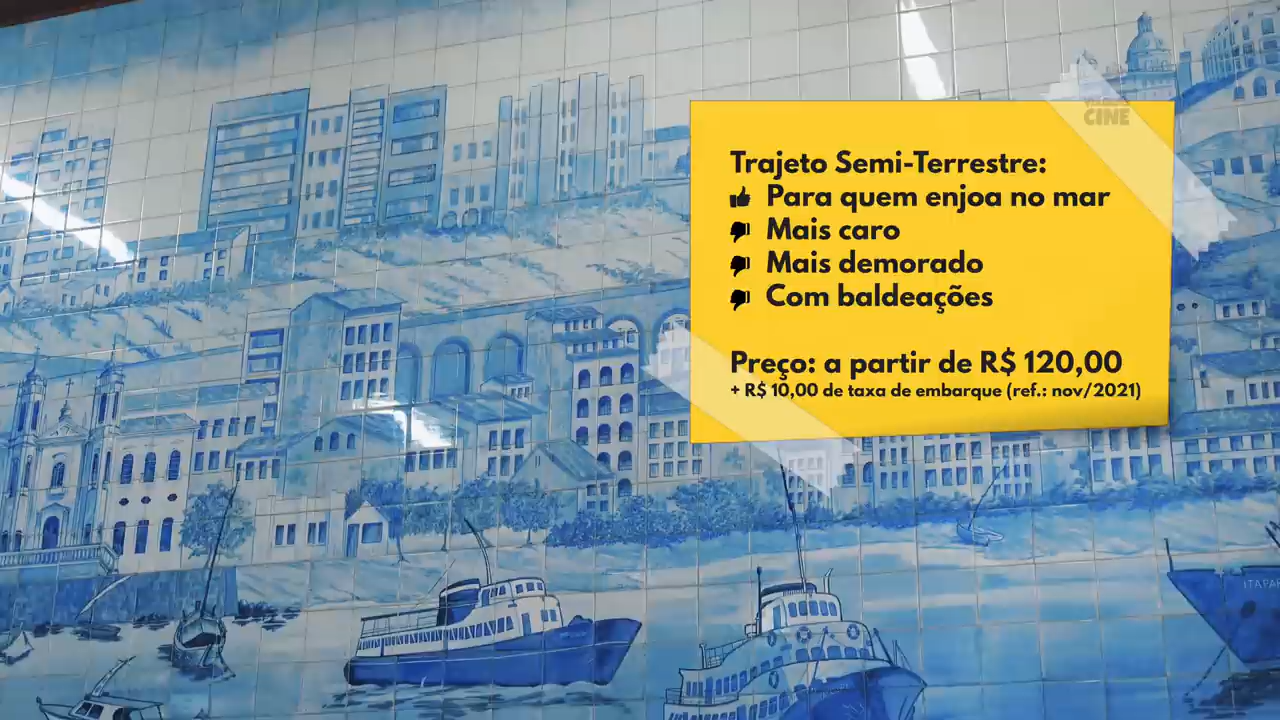 CINE
Trajeto Semi-Terrestre:
Para quem enjoa no mar
Mais caro
Mais demorado
Com baldeações
Preço: a partir de R$ 120,00
+ R$ 10,00 de taxa de embarque (ref.: nov/2021)